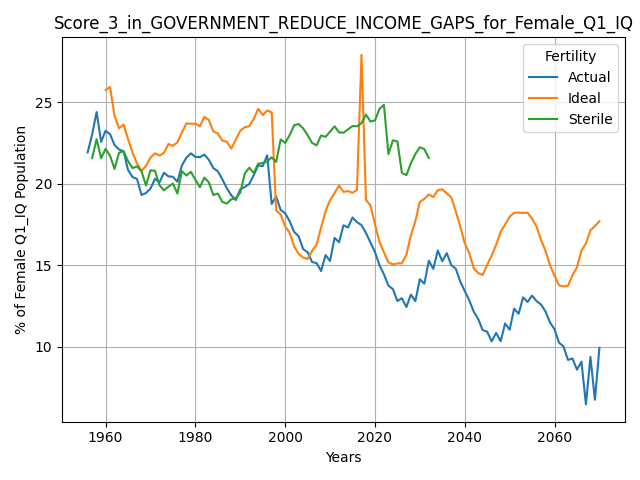 Score_3_in_GOVERNMENT_REDUCE_INCOME_GAPS_for_Female_Q1_IQ
Fertility
Actual
Ideal
Sterile
% of Female Q1_IQ Population
25
20
15
10
1960 1980 2000 2020 2040 2060
Years